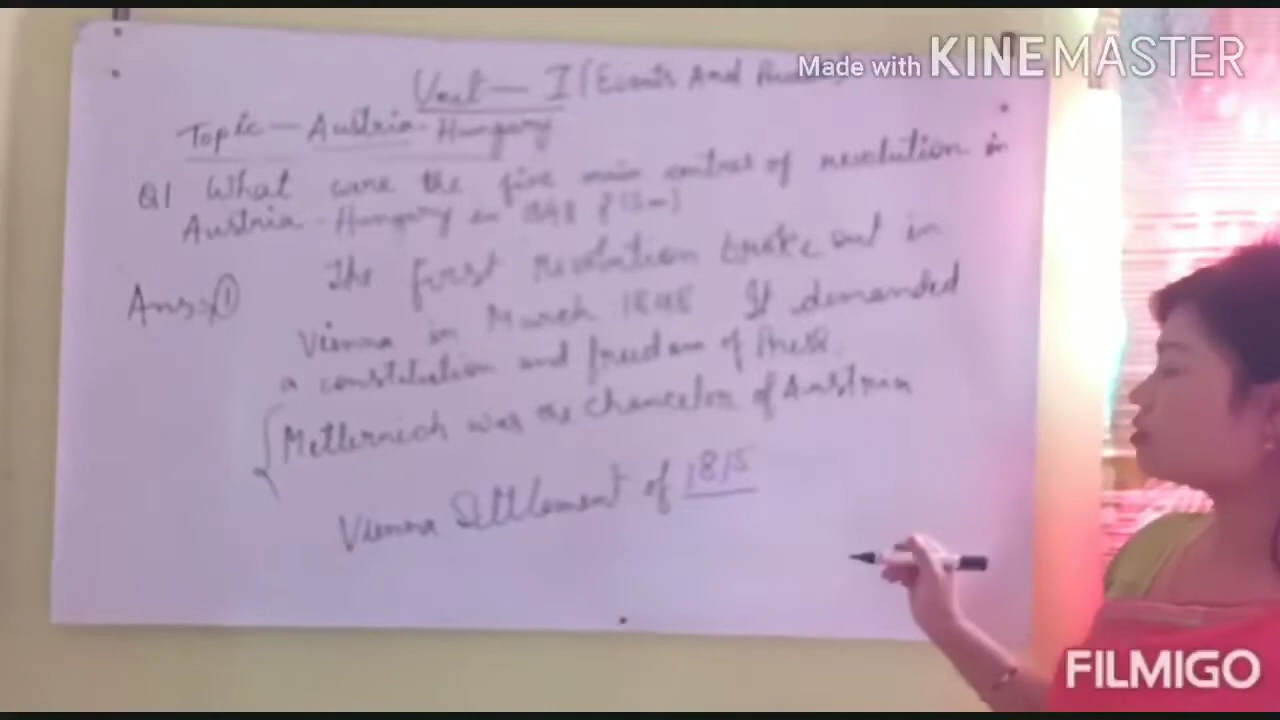 Made with KINEMASTER
Unit - I (Events And
Topic - Austria-Hungary
Q1 What were the five main centres of revolution in
Austria-Hungary in 1848 ?
Ans:- ① The first revolution broke out in
Vienna in March 1848 It demanded
a constitution and freedom of Press.
{Metternich was the Chancelor of Austria
Vienna Settlement of 1815
FILMIGO